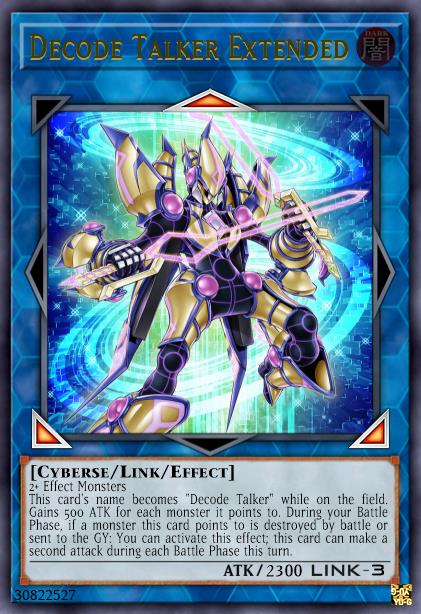 DECODE TALKER EXTENDED
DARK
闇
[CYBERSE/LINK/EFFECT]
2+ Effect Monsters
This card's name becomes "Decode Talker" while on the field.
Gains 500 ATK for each monster it points to. During your Battle
Phase, if a monster this card points to is destroyed by battle or
sent to the GY: You can activate this effect; this card can make a
second attack during each Battle Phase this turn.
ATK/2300 LINK-3
30822527